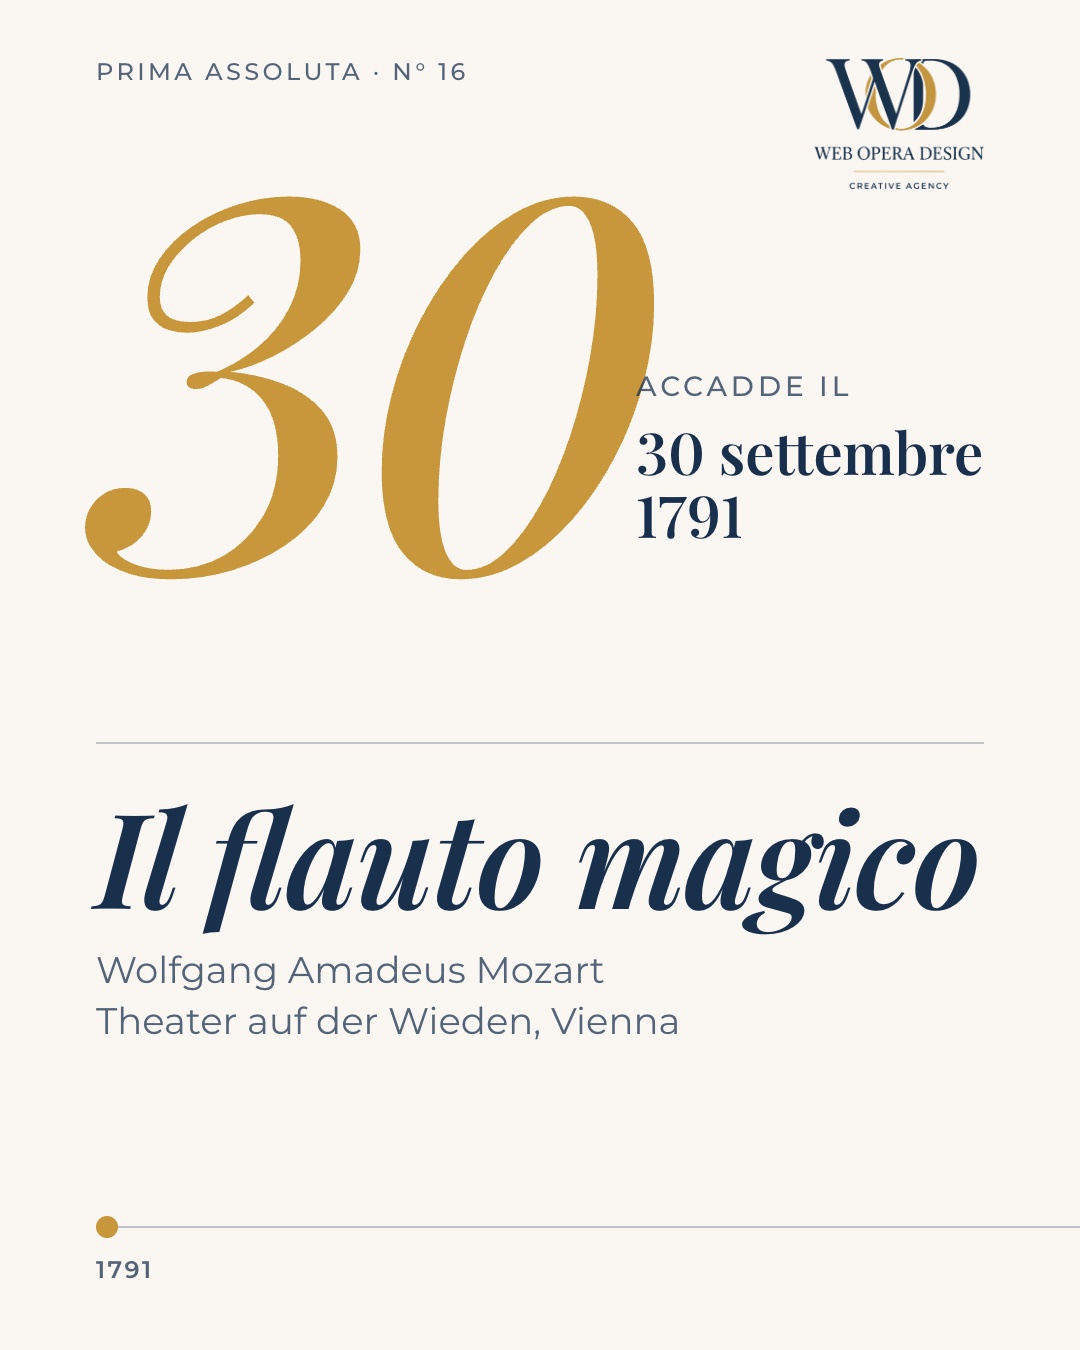 PRIMA ASSOLUTA · N° 16
WOD
WEB OPERA DESIGN
CREATIVE AGENCY
30
ACCADDE IL
30 settembre
1791
Il flauto magico
Wolfgang Amadeus Mozart
Theater auf der Wieden, Vienna
1791